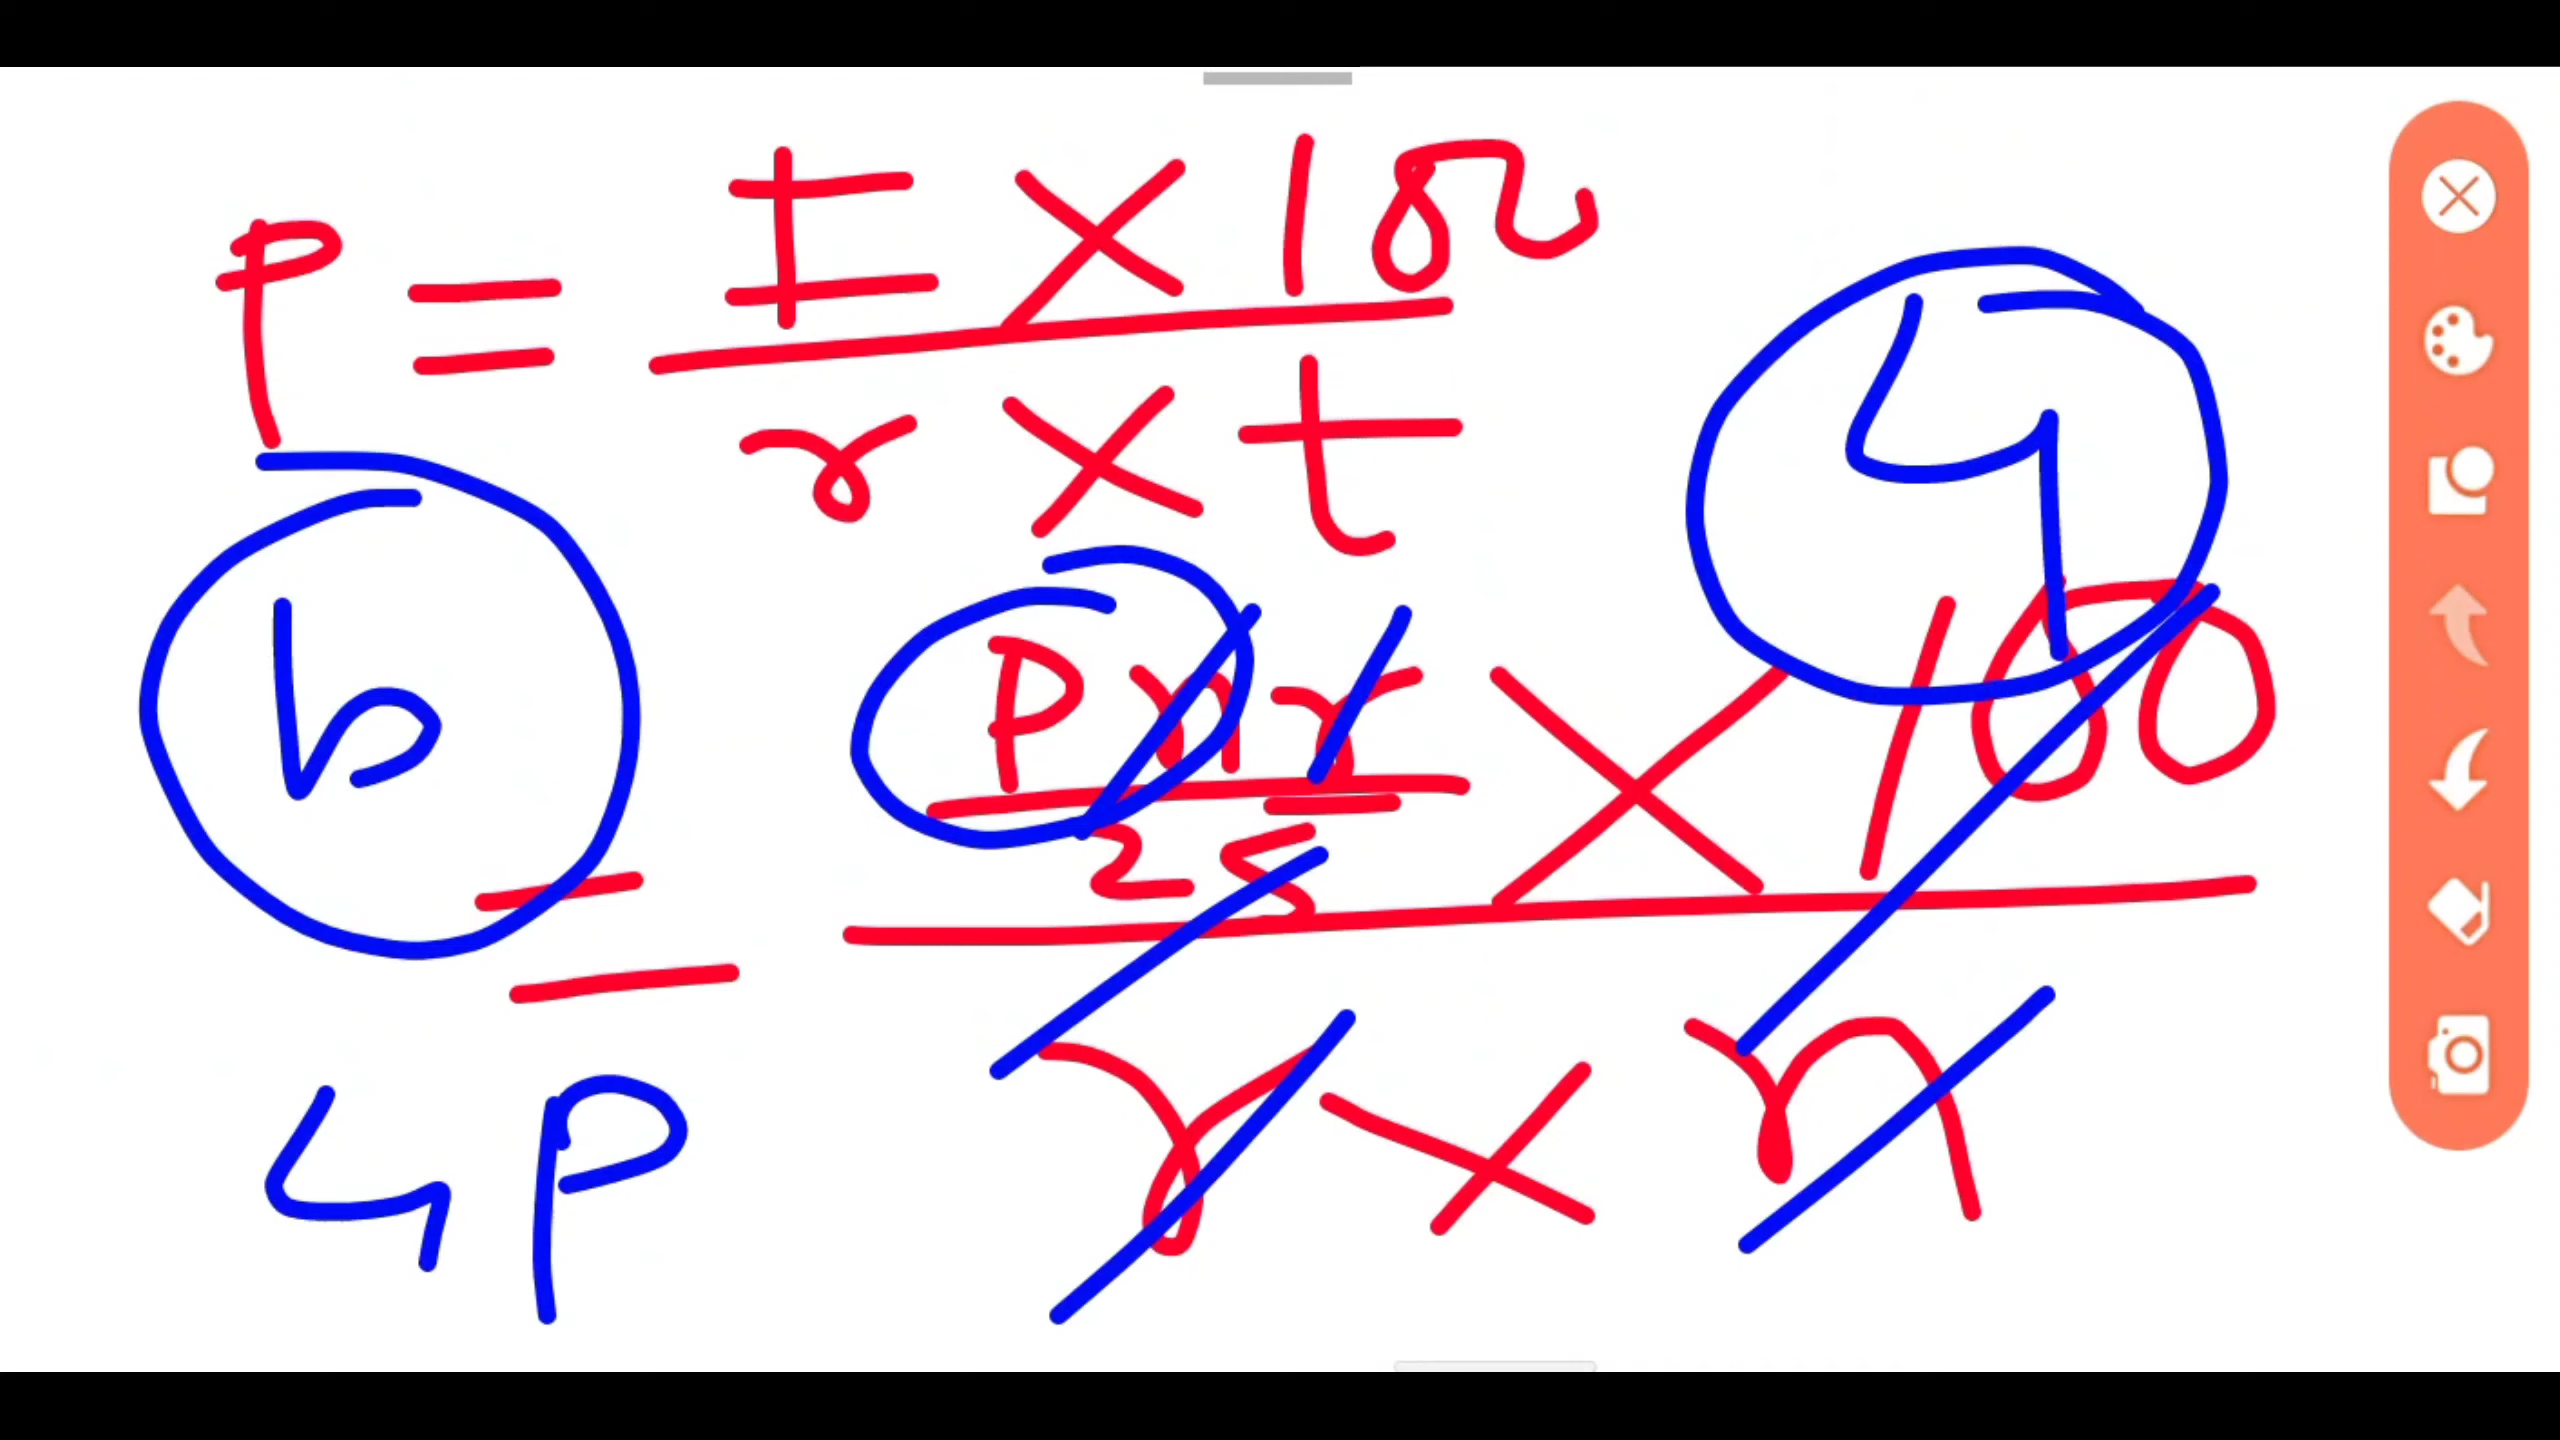 P = I × 100
r × t
4
b
Pnr × 100
25
= r × n
4P